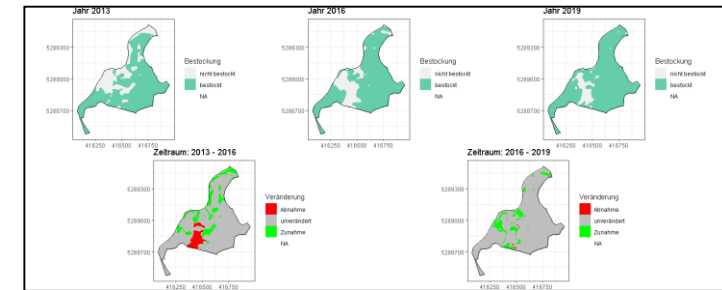 Jahr 2013
5289300
5289000
5288700
416250 416500 416750
Bestockung
nicht bestockt
bestockt
NA
Jahr 2016
5289300
5289000
5288700
416250 416500 416750
Bestockung
nicht bestockt
bestockt
NA
Jahr 2019
5289300
5289000
5288700
416250 416500 416750
Bestockung
nicht bestockt
bestockt
NA
Zeitraum: 2013 - 2016
5289300
5289000
5288700
416250 416500 416750
Veränderung
Abnahme
unverändert
Zunahme
NA
Zeitraum: 2016 - 2019
5289300
5289000
5288700
416250 416500 416750
Veränderung
Abnahme
unverändert
Zunahme
NA